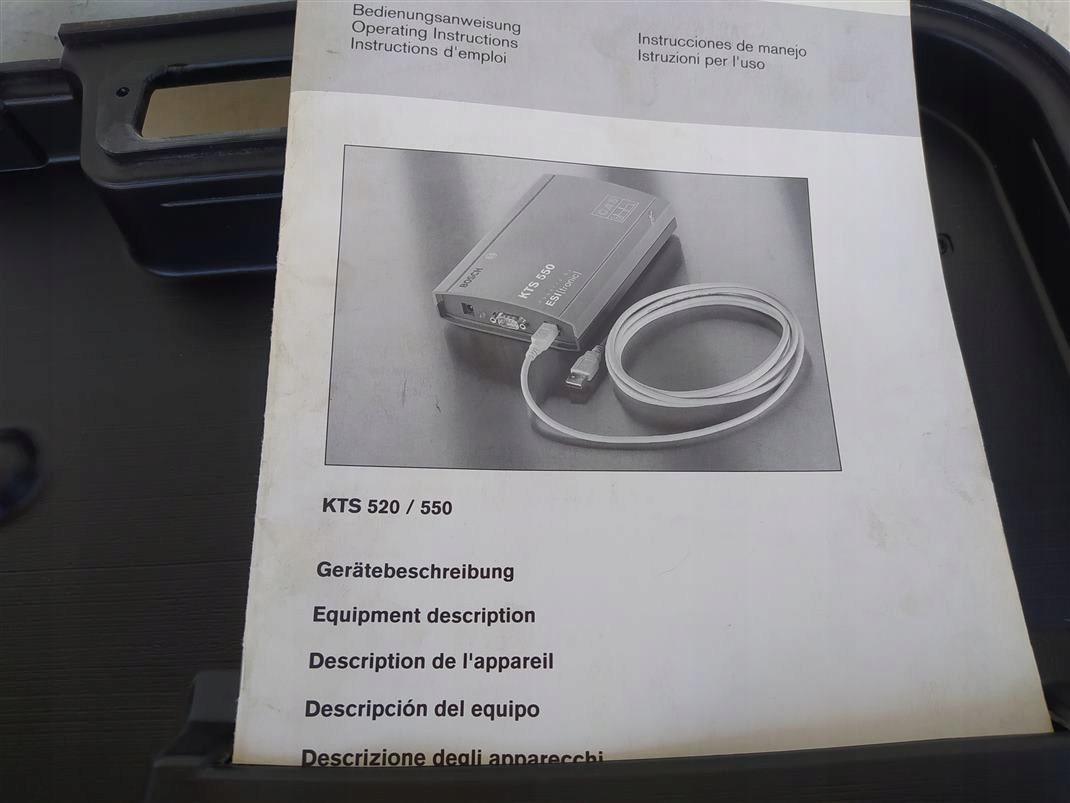 Bedienungsanweisung
Operating Instructions
Instructions d'emploi
Instrucciones de manejo
Istruzioni per l'uso
BOSCH
KTS 550
ESI[tronic]
KTS 520 / 550
Gerätebeschreibung
Equipment description
Description de l'appareil
Descripción del equipo
Descrizione degli apparecchi